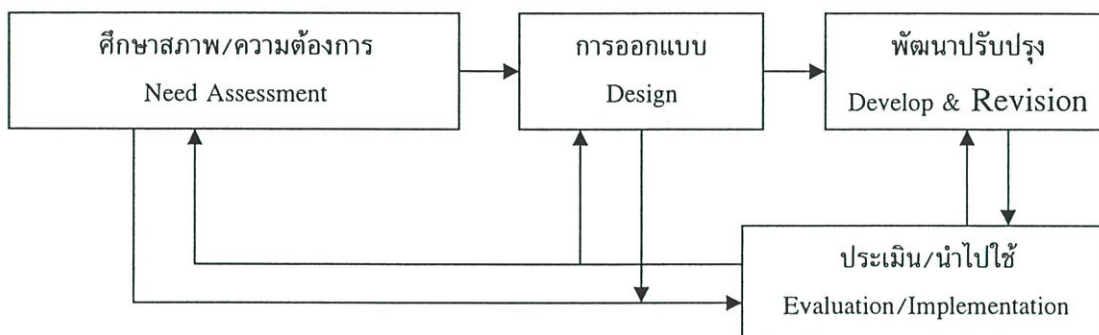 ศึกษาสภาพ/ความต้องการ
Need Assessment
การออกแบบ
Design
พัฒนาปรับปรุง
Develop & Revision
ประเมิน/นำไปใช้
Evaluation/Implementation